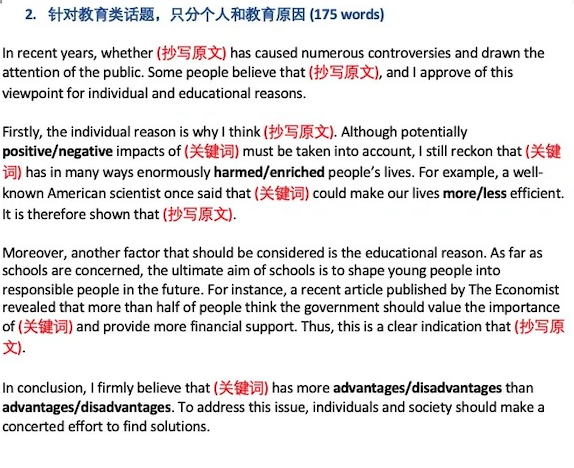 2. 针对教育类话题，只分个人和教育原因 (175 words)
In recent years, whether (抄写原文) has caused numerous controversies and drawn the
attention of the public. Some people believe that (抄写原文), and I approve of this
viewpoint for individual and educational reasons.
Firstly, the individual reason is why I think (抄写原文). Although potentially
positive/negative impacts of (关键词) must be taken into account, I still reckon that (关键
词) has in many ways enormously harmed/enriched people’s lives. For example, a well-
known American scientist once said that (关键词) could make our lives more/less efficient.
It is therefore shown that (抄写原文).
Moreover, another factor that should be considered is the educational reason. As far as
schools are concerned, the ultimate aim of schools is to shape young people into
responsible people in the future. For instance, a recent article published by The Economist
revealed that more than half of people think the government should value the importance
of (关键词) and provide more financial support. Thus, this is a clear indication that (抄写原
文).
In conclusion, I firmly believe that (关键词) has more advantages/disadvantages than
advantages/disadvantages. To address this issue, individuals and society should make a
concerted effort to find solutions.